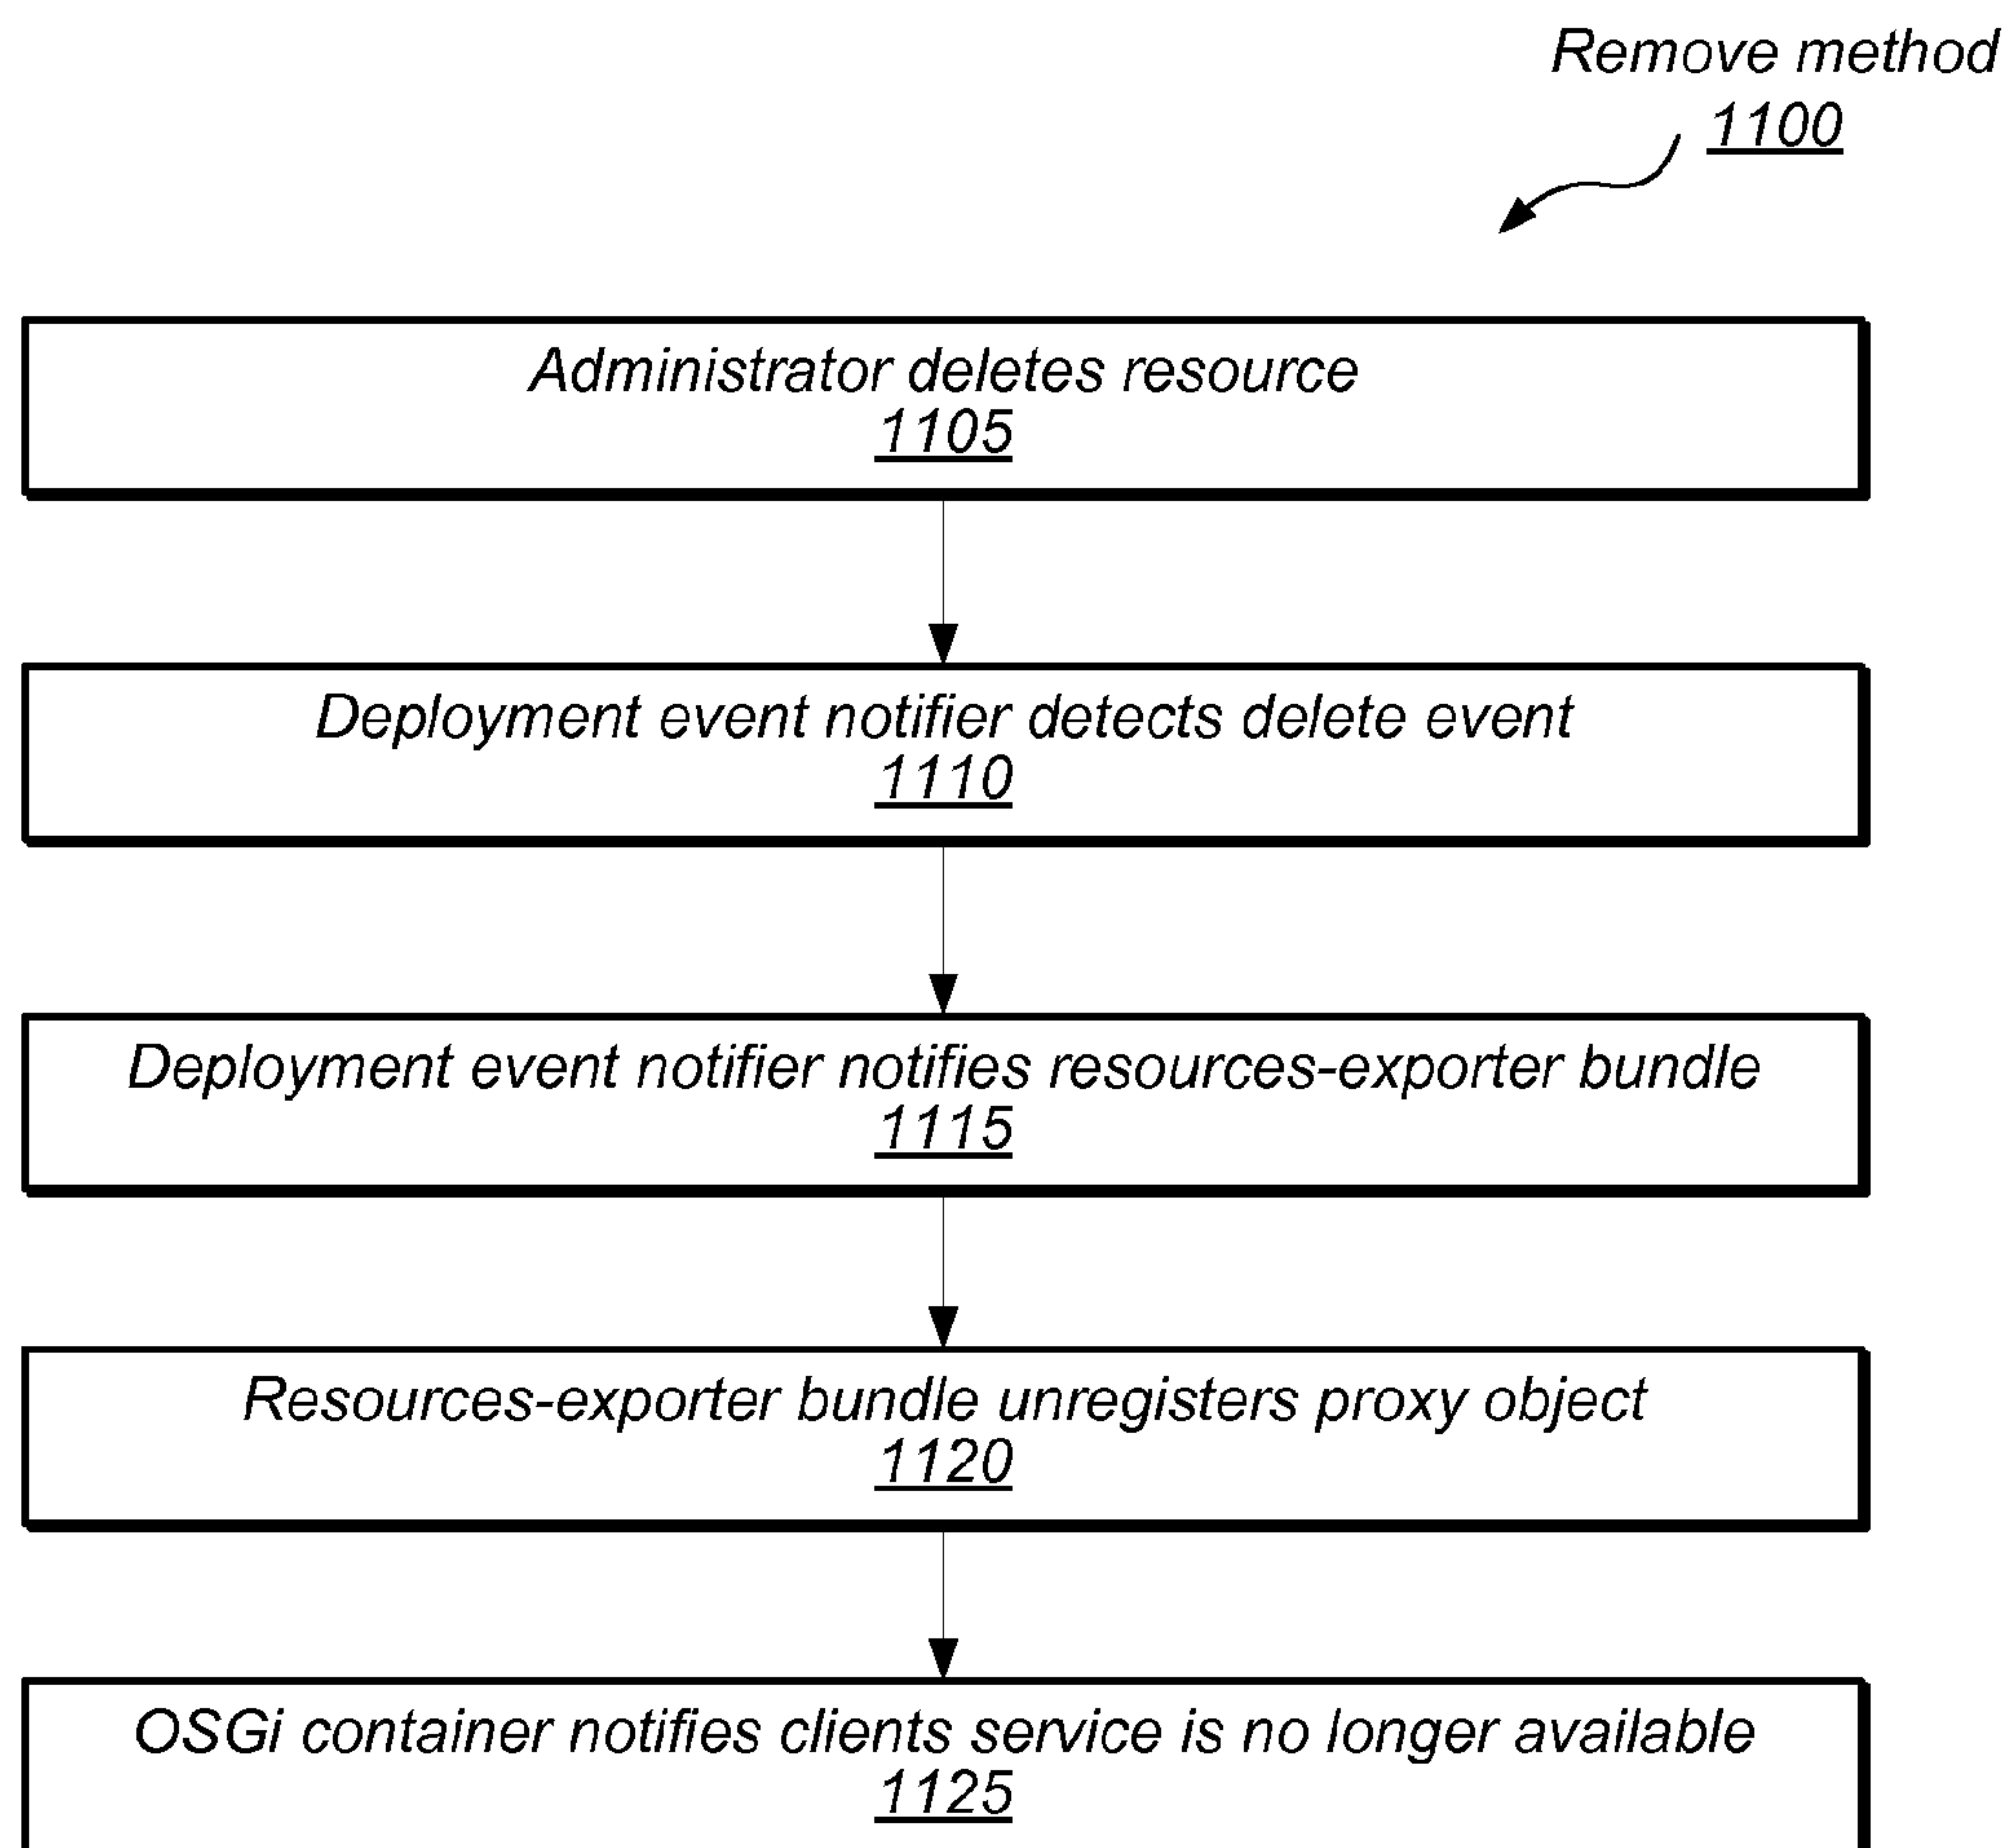 Remove method
1100
Administrator deletes resource
1105
Deployment event notifier detects delete event
1110
Deployment event notifier notifies resources-exporter bundle
1115
Resources-exporter bundle unregisters proxy object
1120
OSGi container notifies clients service is no longer available
1125